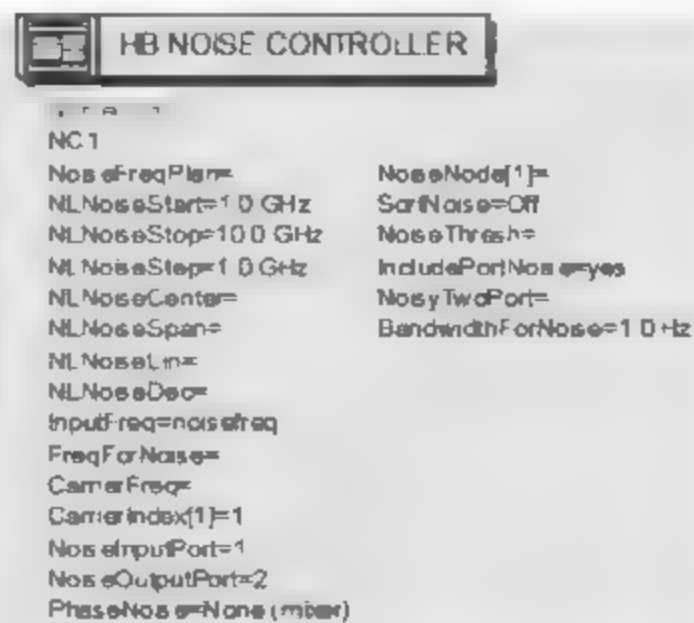 HB NOISE CONTROLLER
NC1
NoiseFreqPlan=
NLNoiseStart=1.0 GHz
NLNoiseStop=10.0 GHz
NLNoiseStep=1.0 GHz
NLNoiseCenter=
NLNoiseSpan=
NLNoiseLin=
NLNoiseDec=
InputFreq=noisefreq
FreqForNoise=
CarrierFreq=
CarrierIndex[1]=1
NoiseInputPort=1
NoiseOutputPort=2
PhaseNoise=None (mixer)
NoiseNode[1]=
SortNoise=Off
NoiseThresh=
IncludePortNoise=yes
NoisyTwoPort=
BandwidthForNoise=1.0 Hz